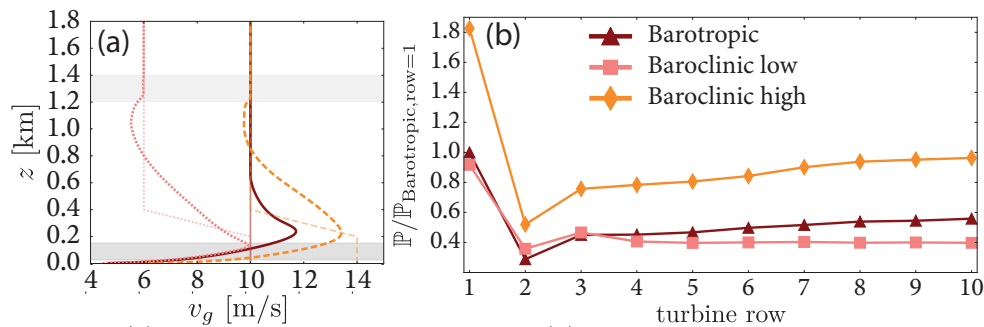 (a)
1.8
1.6
1.4
1.2
1.0
0.8
0.6
0.4
0.2
0.0
z [km]
4 6 8 10 12 14
v_g [m/s]
(b)
Barotropic
Baroclinic low
Baroclinic high
1.8
1.6
1.4
1.2
1.0
0.8
0.6
0.4
ℙ/ℙ_Barotropic,row=1
1 2 3 4 5 6 7 8 9 10
turbine row